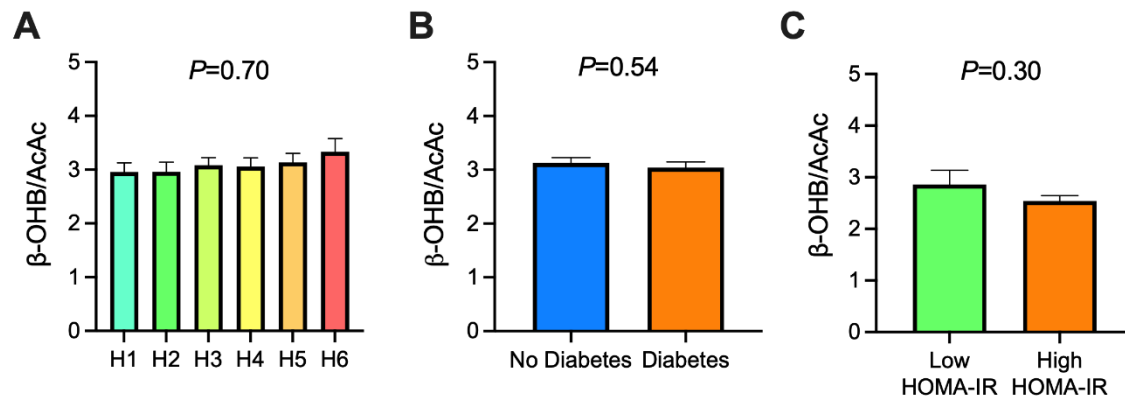 A
P=0.70
β-OHB/AcAc
5
4
3
2
1
0
H1 H2 H3 H4 H5 H6
B
P=0.54
β-OHB/AcAc
5
4
3
2
1
0
No Diabetes Diabetes
C
P=0.30
β-OHB/AcAc
5
4
3
2
1
0
Low High
HOMA-IR HOMA-IR